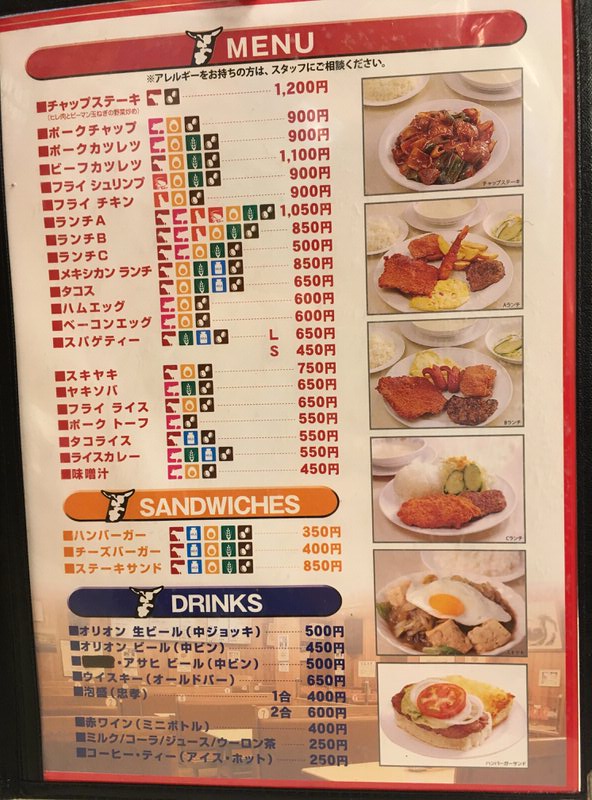 MENU
※アレルギーをお持ちの方は、スタッフにご相談ください。
チャップステーキ 1,200円
(ヒレ肉とピーマン玉ねぎの野菜炒め)
ポークチャップ 900円
ポークカツレツ 900円
ビーフカツレツ 1,100円
フライ シュリンプ 900円
フライ チキン 900円
ランチA 1,050円
ランチB 850円
ランチC 500円
メキシカン ランチ 850円
タコス 650円
ハムエッグ 600円
ベーコンエッグ 600円
スパゲティー L 650円
S 450円
スキヤキ 750円
ヤキソバ 650円
フライ ライス 650円
ポーク トーフ 550円
タコライス 550円
ライスカレー 550円
味噌汁 450円
SANDWICHES
ハンバーガー 350円
チーズバーガー 400円
ステーキサンド 850円
DRINKS
オリオン 生ビール(中ジョッキ) 500円
オリオン ビール(中ビン) 450円
・アサヒ ビール(中ビン) 500円
ウイスキー(オールドバー) 650円
泡盛(忠孝) 1合 400円
2合 600円
赤ワイン(ミニボトル) 400円
ミルク/コーラ/ジュース/ウーロン茶 250円
コーヒー・ティー(アイス・ホット) 250円
チャップステーキ
Aランチ
Bランチ
Cランチ
スキヤキ
ハンバーガーサンド